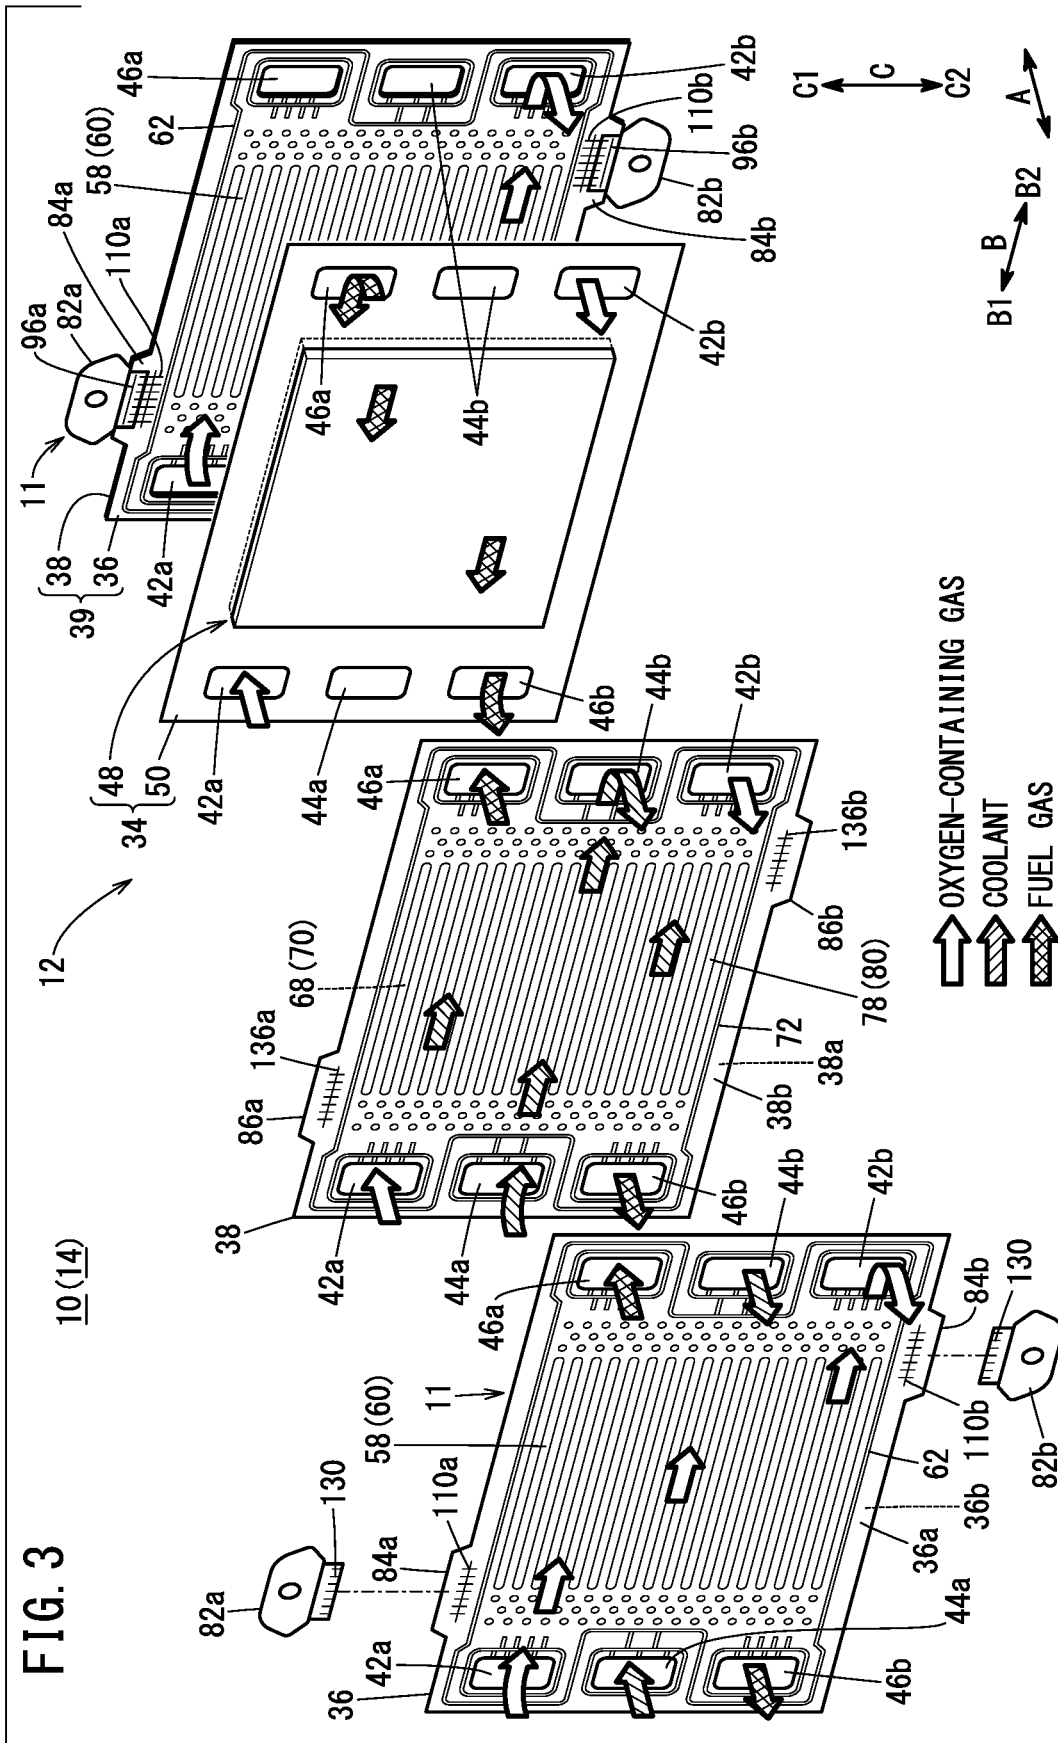 FIG. 3
10(14)
12
82a
130
110a
84a
42a
36
58(60)
11
46a
44b
42b
84b
130
82b
110b
62
36b
36a
44a
46b
38
42a
44a
86a
136a
68(70)
46a
44b
42b
136b
86b
78(80)
72
38a
38b
46b
34
48
50
42a
44a
46b
46a
44b
42b
39
38
36
42a
11
96a
82a
84a
110a
58(60)
62
46a
42b
110b
96b
82b
84b
C1
C
C2
A
B1
B
B2
OXYGEN-CONTAINING GAS
COOLANT
FUEL GAS